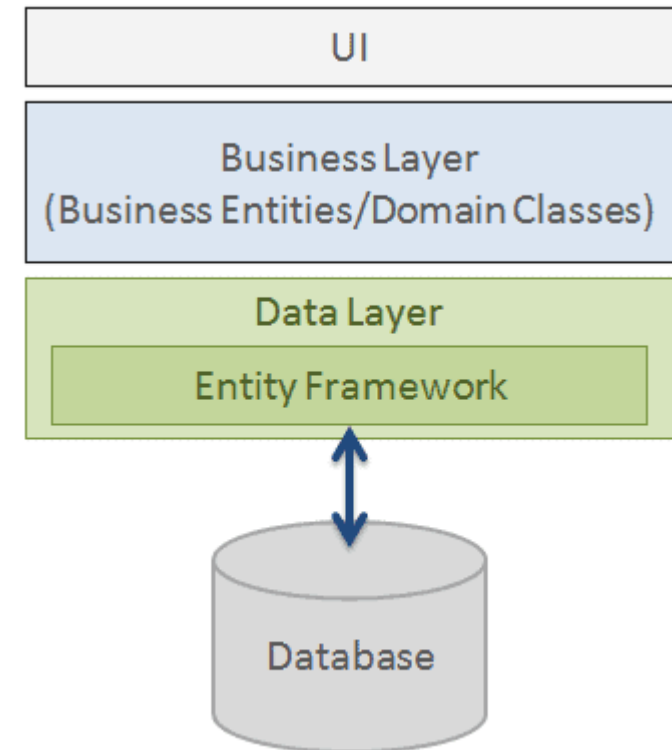 UI
Business Layer
(Business Entities/Domain Classes)
Data Layer
Entity Framework
Database